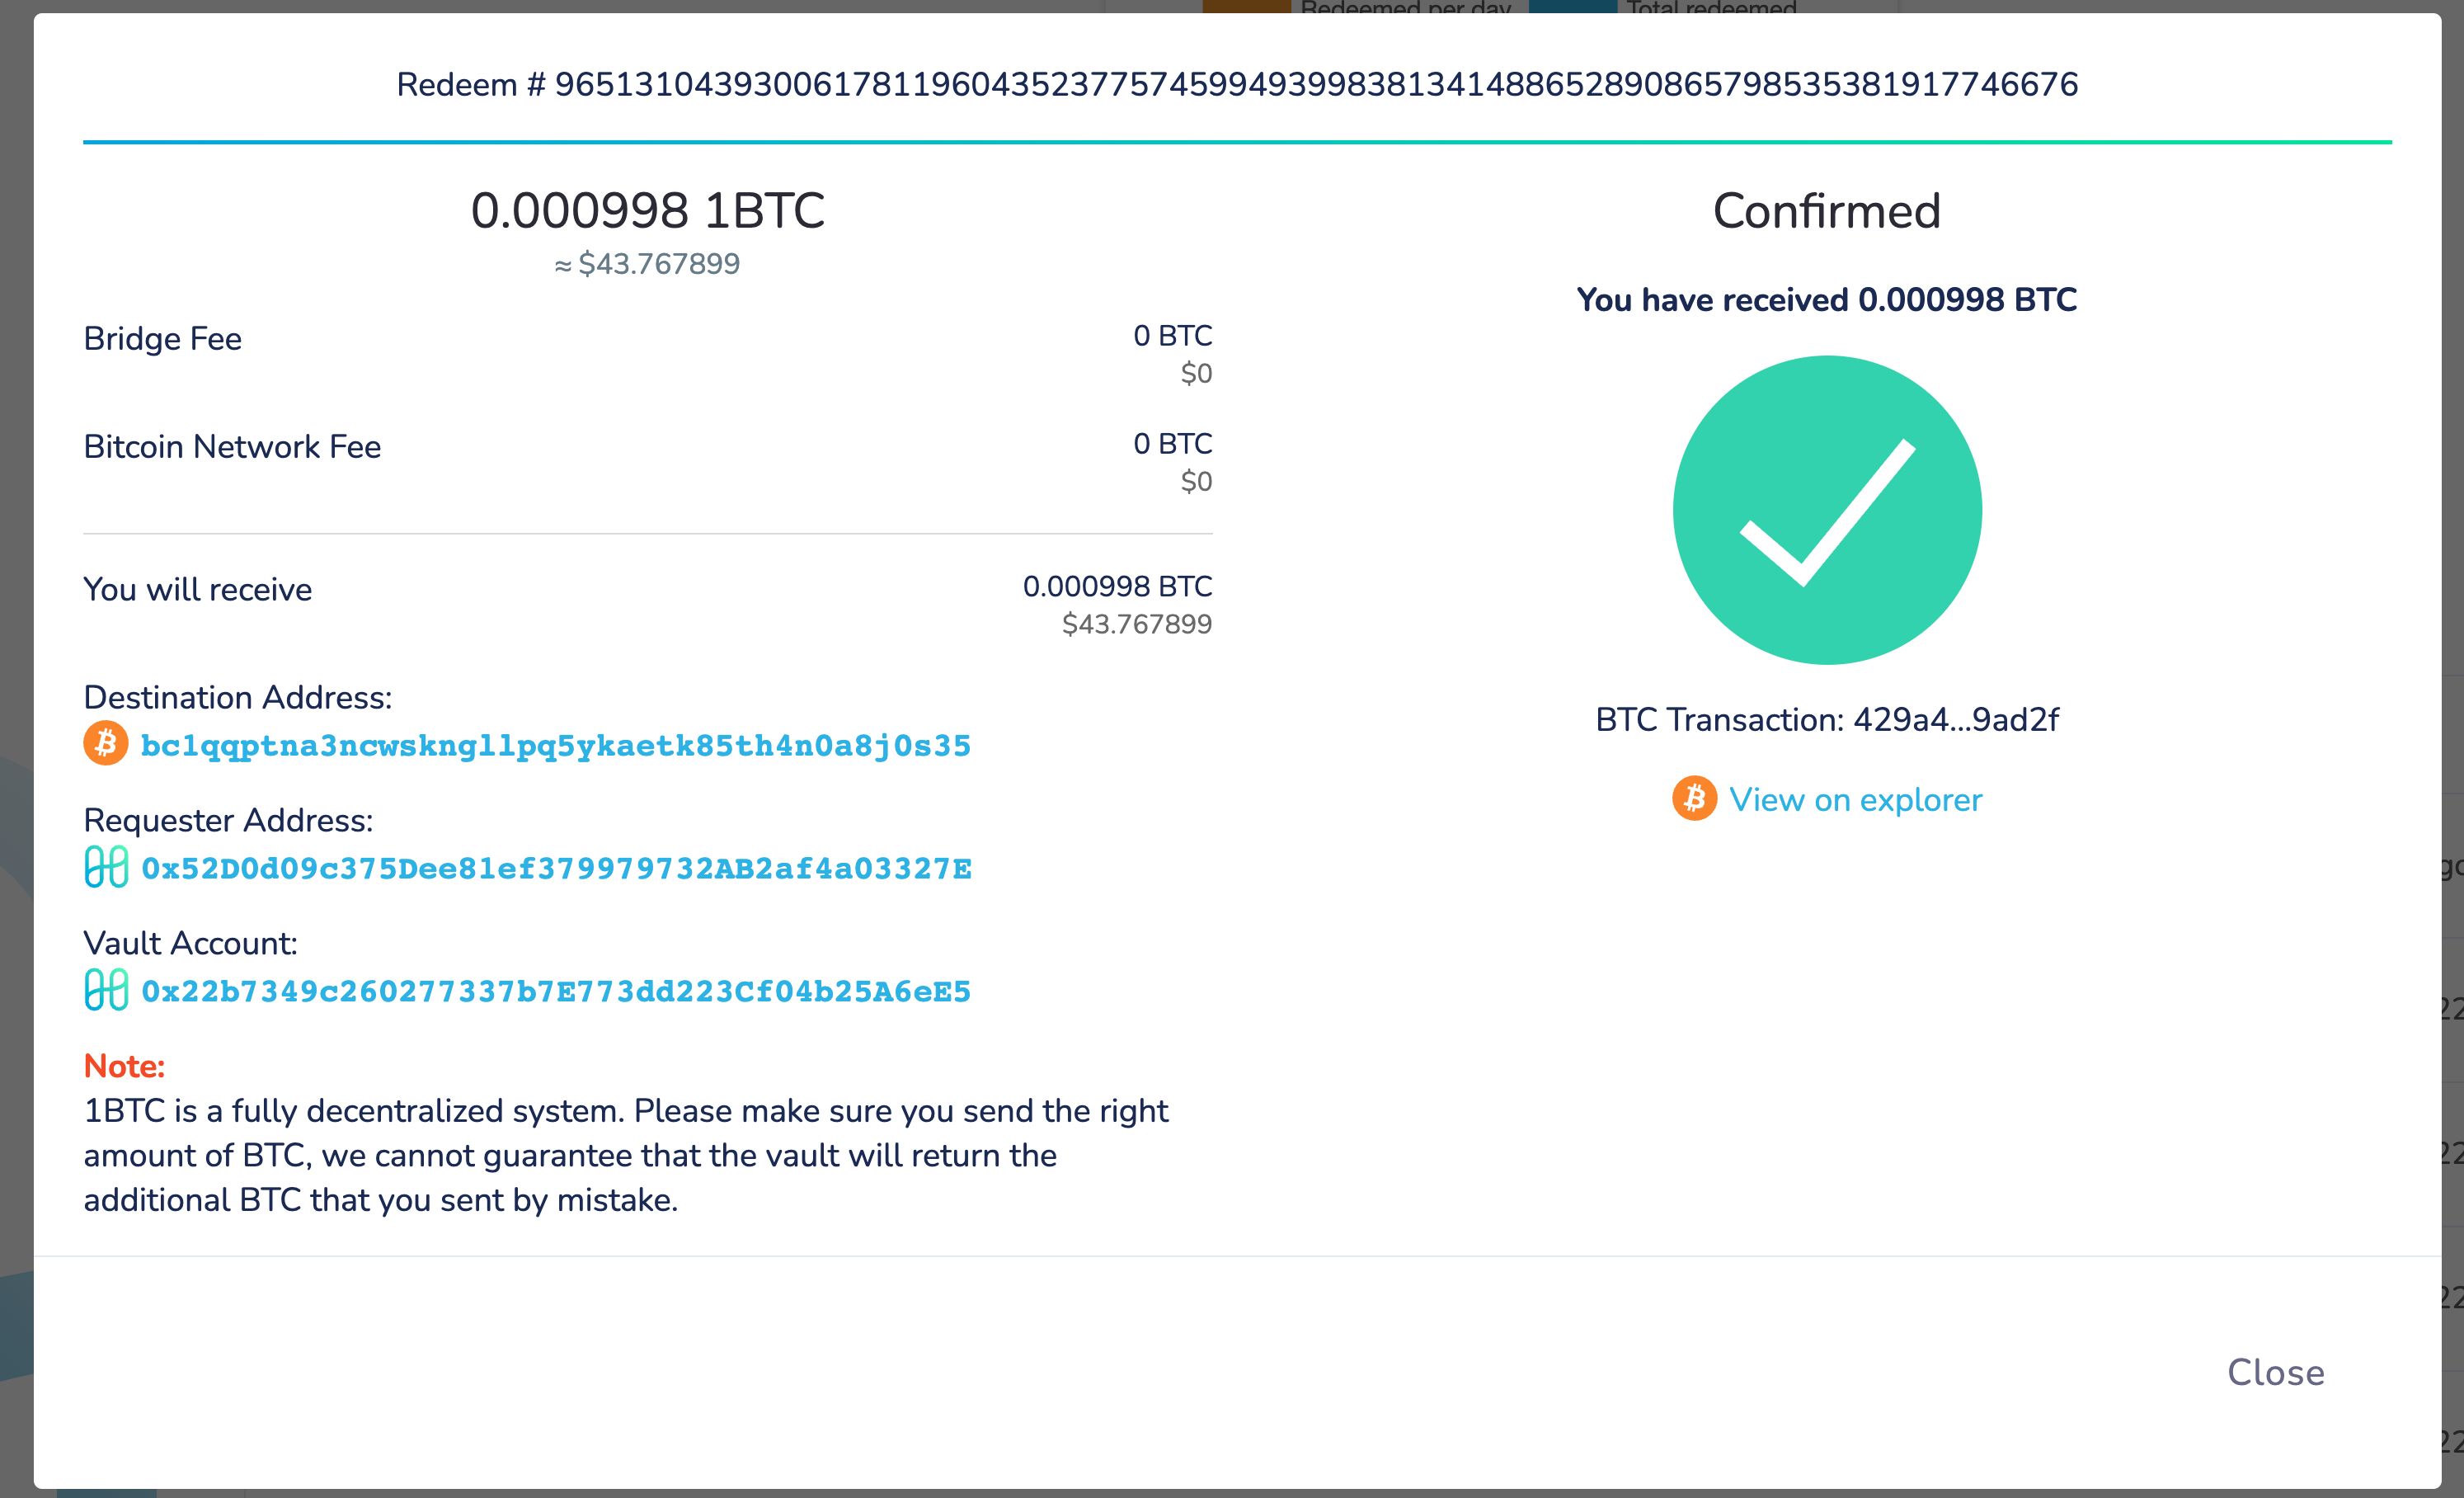 Redeemed per day Total redeemed
Redeem # 96513104393006178119604352377574599493998381341488652890865798535381917746676
0.000998 1BTC
≈ $43.767899
Bridge Fee 0 BTC
$0
Bitcoin Network Fee 0 BTC
$0
You will receive 0.000998 BTC
$43.767899
Destination Address:
bc1qqptna3ncwskngllpq5ykaetk85th4n0a8j0s35
Requester Address:
0x52D0d09c375Dee81ef379979732AB2af4a03327E
Vault Account:
0x22b7349c260277337b7E773dd223Cf04b25A6eE5
Note:
1BTC is a fully decentralized system. Please make sure you send the right
amount of BTC, we cannot guarantee that the vault will return the
additional BTC that you sent by mistake.
Confirmed
You have received 0.000998 BTC
BTC Transaction: 429a4...9ad2f
View on explorer
Close